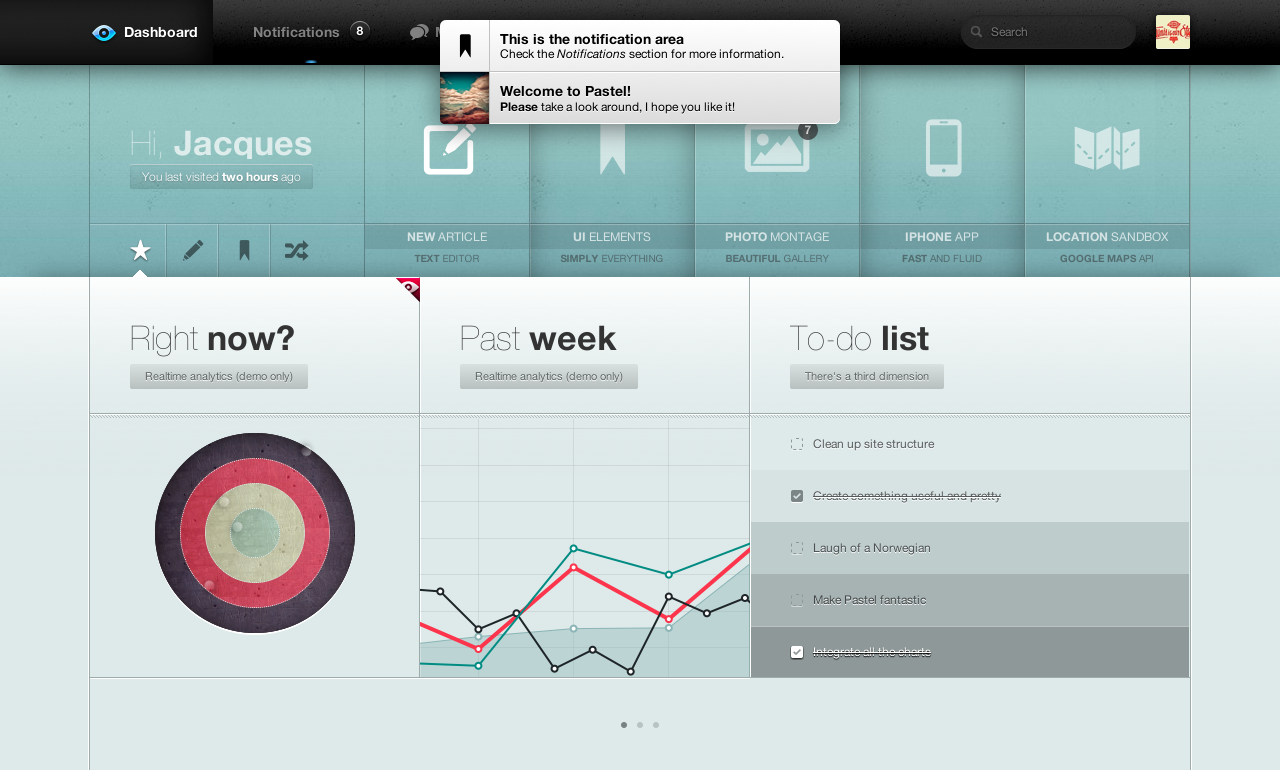 Dashboard
Notifications 8
This is the notification area
Check the Notifications section for more information.
Welcome to Pastel!
Please take a look around, I hope you like it!
Search
Hi, Jacques
You last visited two hours ago
7
NEW ARTICLE
TEXT EDITOR
UI ELEMENTS
SIMPLY EVERYTHING
PHOTO MONTAGE
BEAUTIFUL GALLERY
IPHONE APP
FAST AND FLUID
LOCATION SANDBOX
GOOGLE MAPS API
Right now?
Realtime analytics (demo only)
Past week
Realtime analytics (demo only)
To-do list
There's a third dimension
Clean up site structure
Create something useful and pretty
Laugh of a Norwegian
Make Pastel fantastic
Integrate all the charts